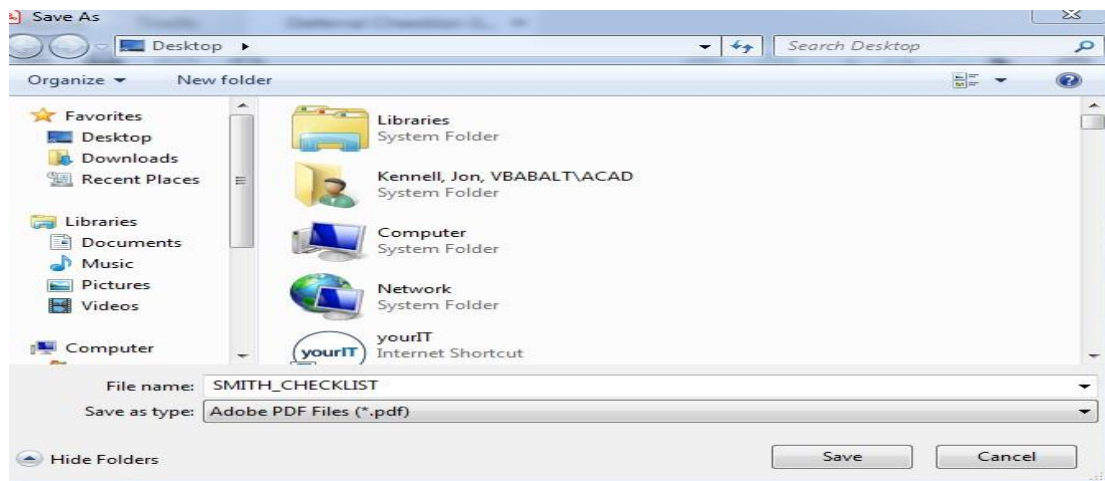 Save As
Desktop
Search Desktop
Organize
New folder
Favorites
Desktop
Downloads
Recent Places
Libraries
Documents
Music
Pictures
Videos
Computer
Libraries
System Folder
Kennell, Jon, VBABALT\ACAD
System Folder
Computer
System Folder
Network
System Folder
yourIT
yourIT
Internet Shortcut
File name: SMITH_CHECKLIST
Save as type: Adobe PDF Files (*.pdf)
Hide Folders
Save
Cancel